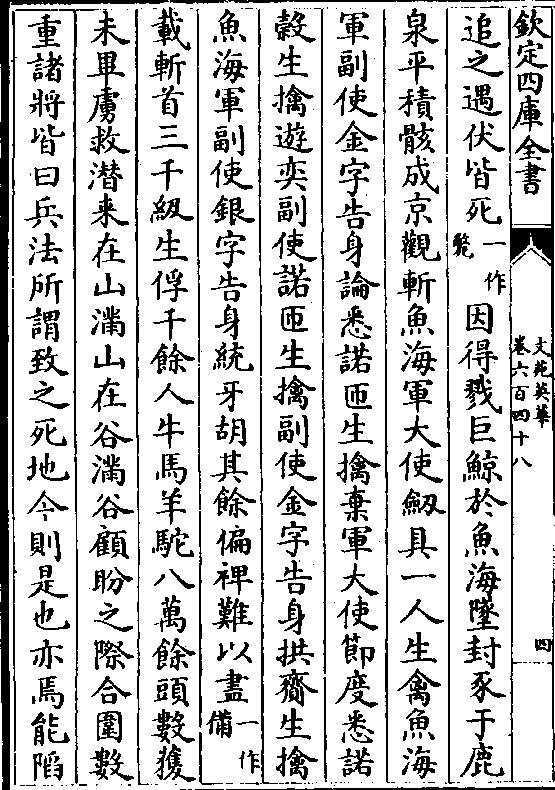 欽定四庫全書
文苑英華
卷六百四十八
四
追之遇伏皆死一作斃因得戮巨鯨於魚海墜封豕于鹿
泉平積骸成京觀斬魚海軍大使劔具一人生禽魚海
軍副使金字告身論悉諾匝生擒棄軍大使節度悉諾
穀生擒遊奕副使諾匝生擒副使金字告身拱齎生擒
魚海軍副使銀字告身統牙胡其餘偏裨難以盡一作備
載斬首三千級生俘千餘人牛馬羊駝八萬餘頭數獲
未畢虜救潛来在山滿山在谷滿谷顧盼之際合圍數
重諸將皆曰兵法所謂致之死地今則是也亦焉能䧟